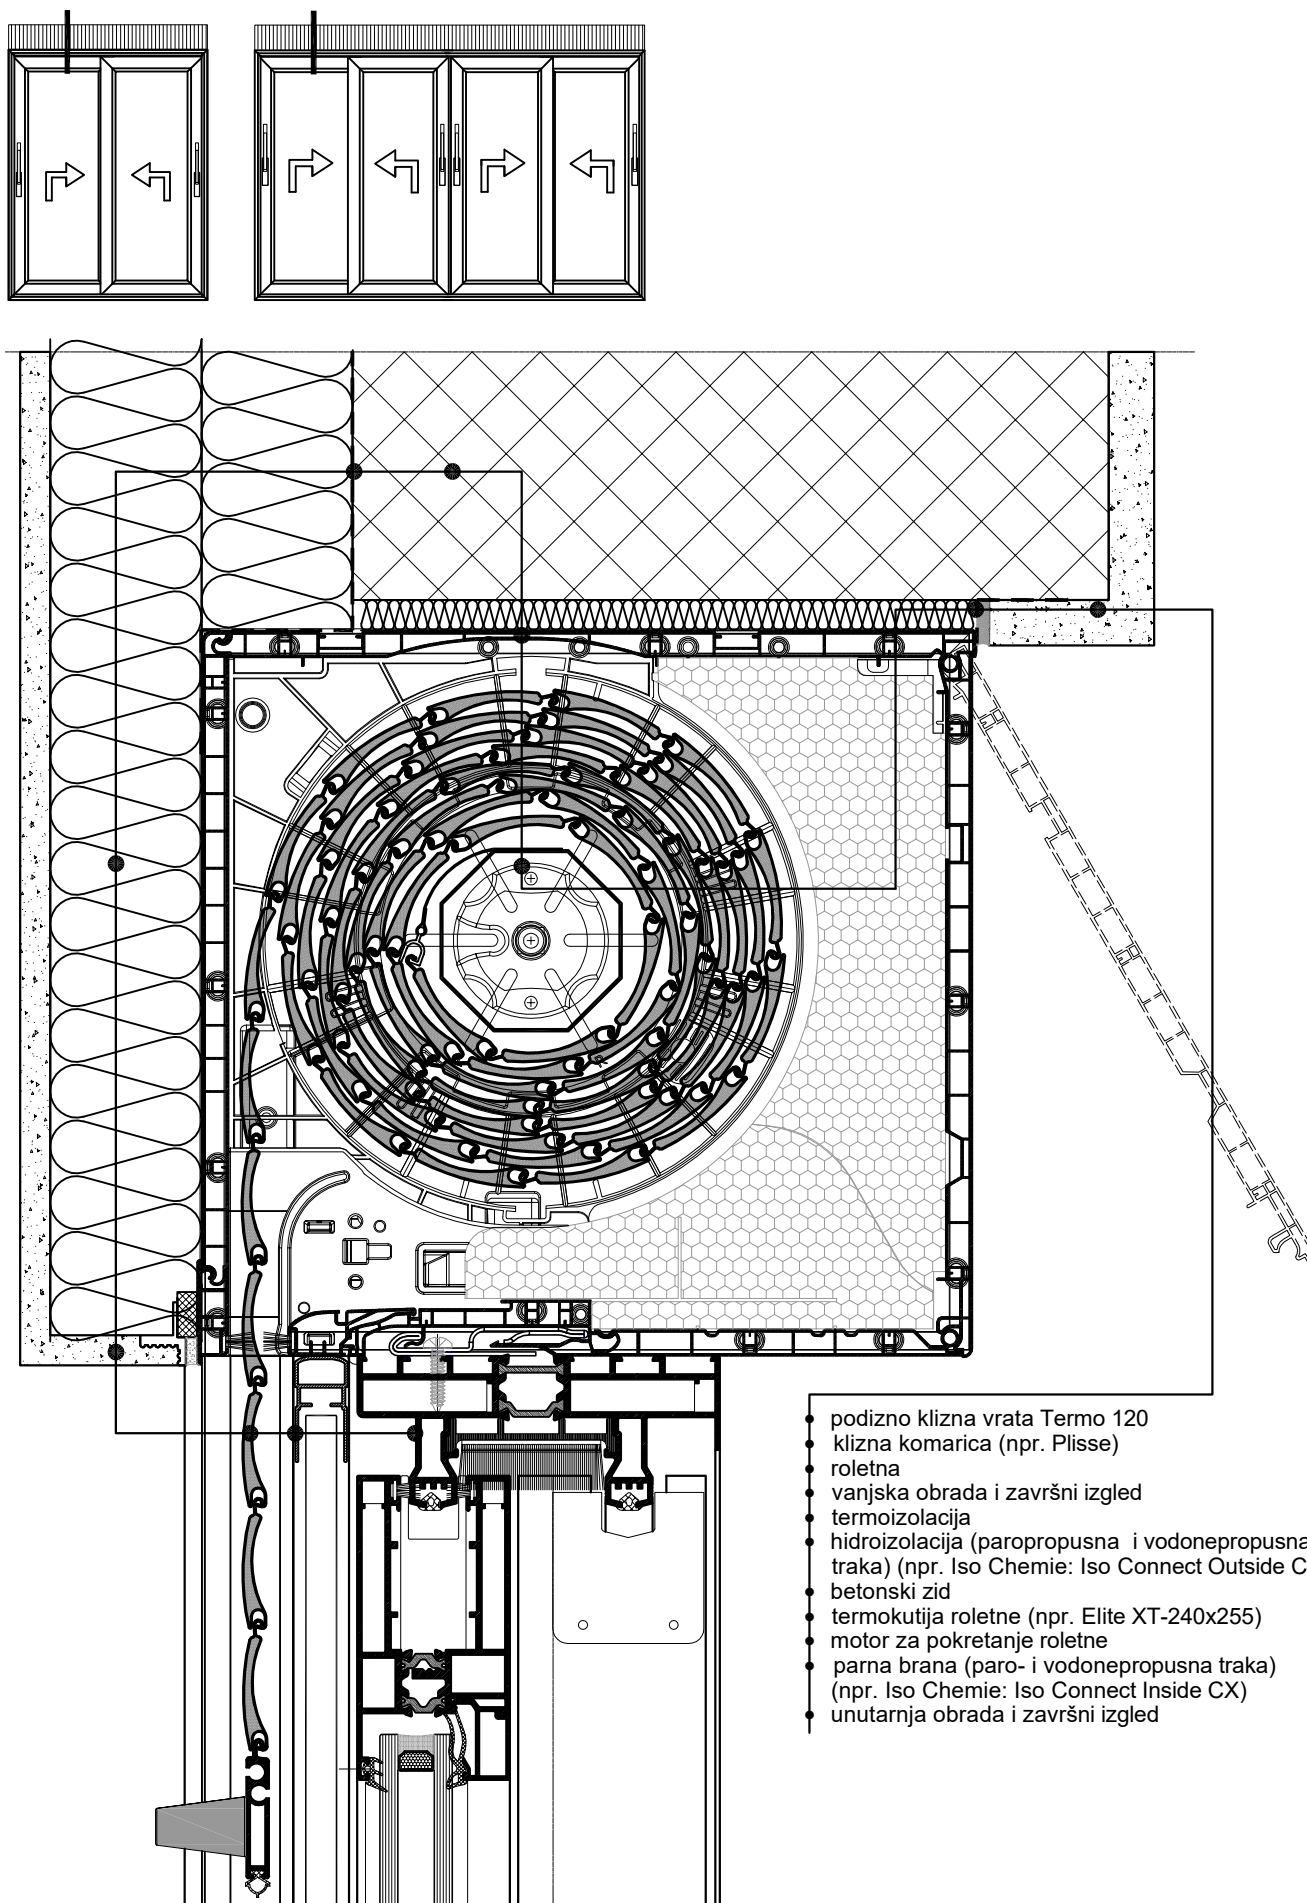 podizno klizna vrata Termo 120
klizna komarica (npr. Plisse)
roletna
vanjska obrada i završni izgled
termoizolacija
hidroizolacija (paropropusna i vodonepropusna
traka) (npr. Iso Chemie: Iso Connect Outside C
betonski zid
termokutija roletne (npr. Elite XT-240x255)
motor za pokretanje roletne
parna brana (paro- i vodonepropusna traka)
(npr. Iso Chemie: Iso Connect Inside CX)
unutarnja obrada i završni izgled